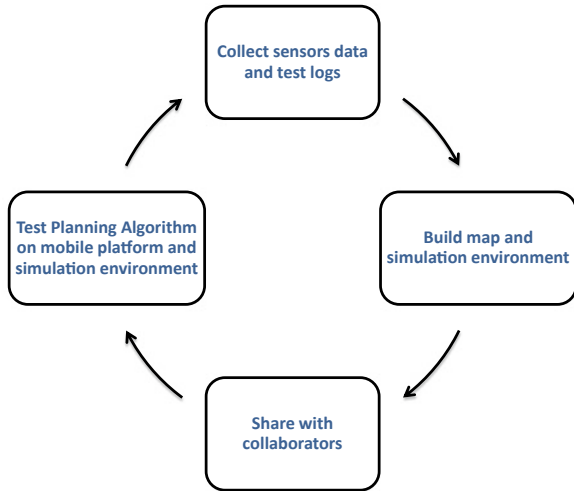 Collect sensors data
and test logs
Test Planning Algorithm
on mobile platform and
simulation environment
Build map and
simulation environment
Share with
collaborators